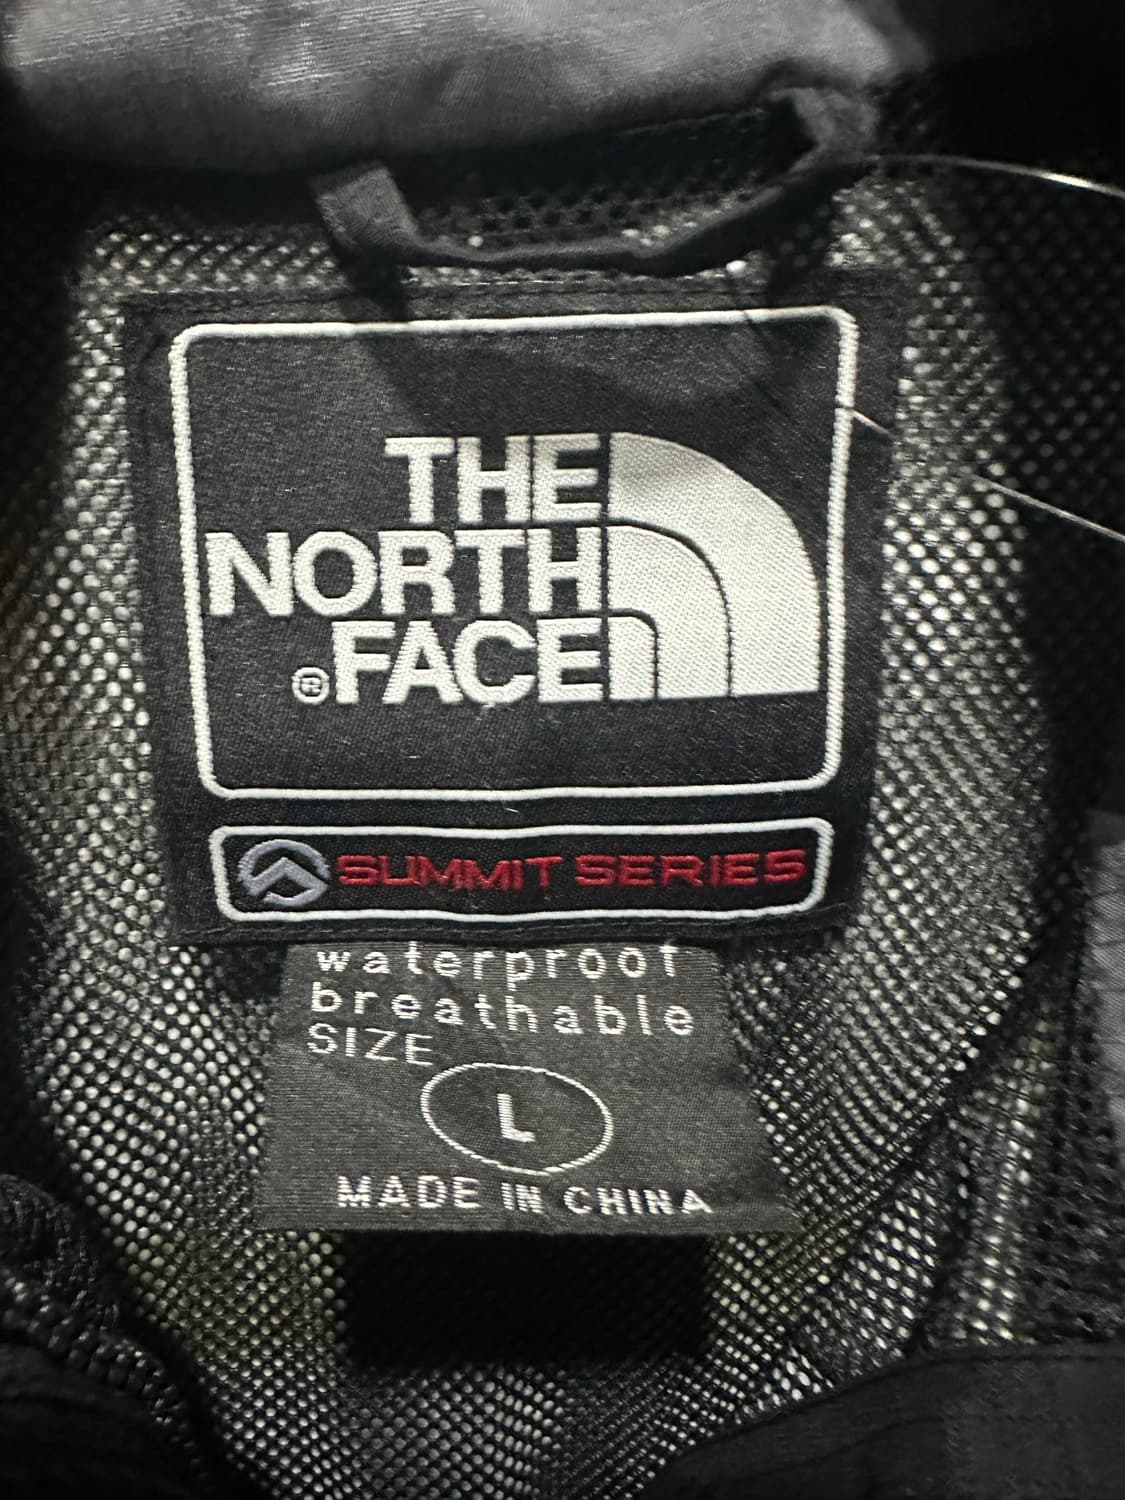 THE
NORTH
®FACE
SUMMIT SERIES
waterproof
breathable
SIZE
L
MADE IN CHINA